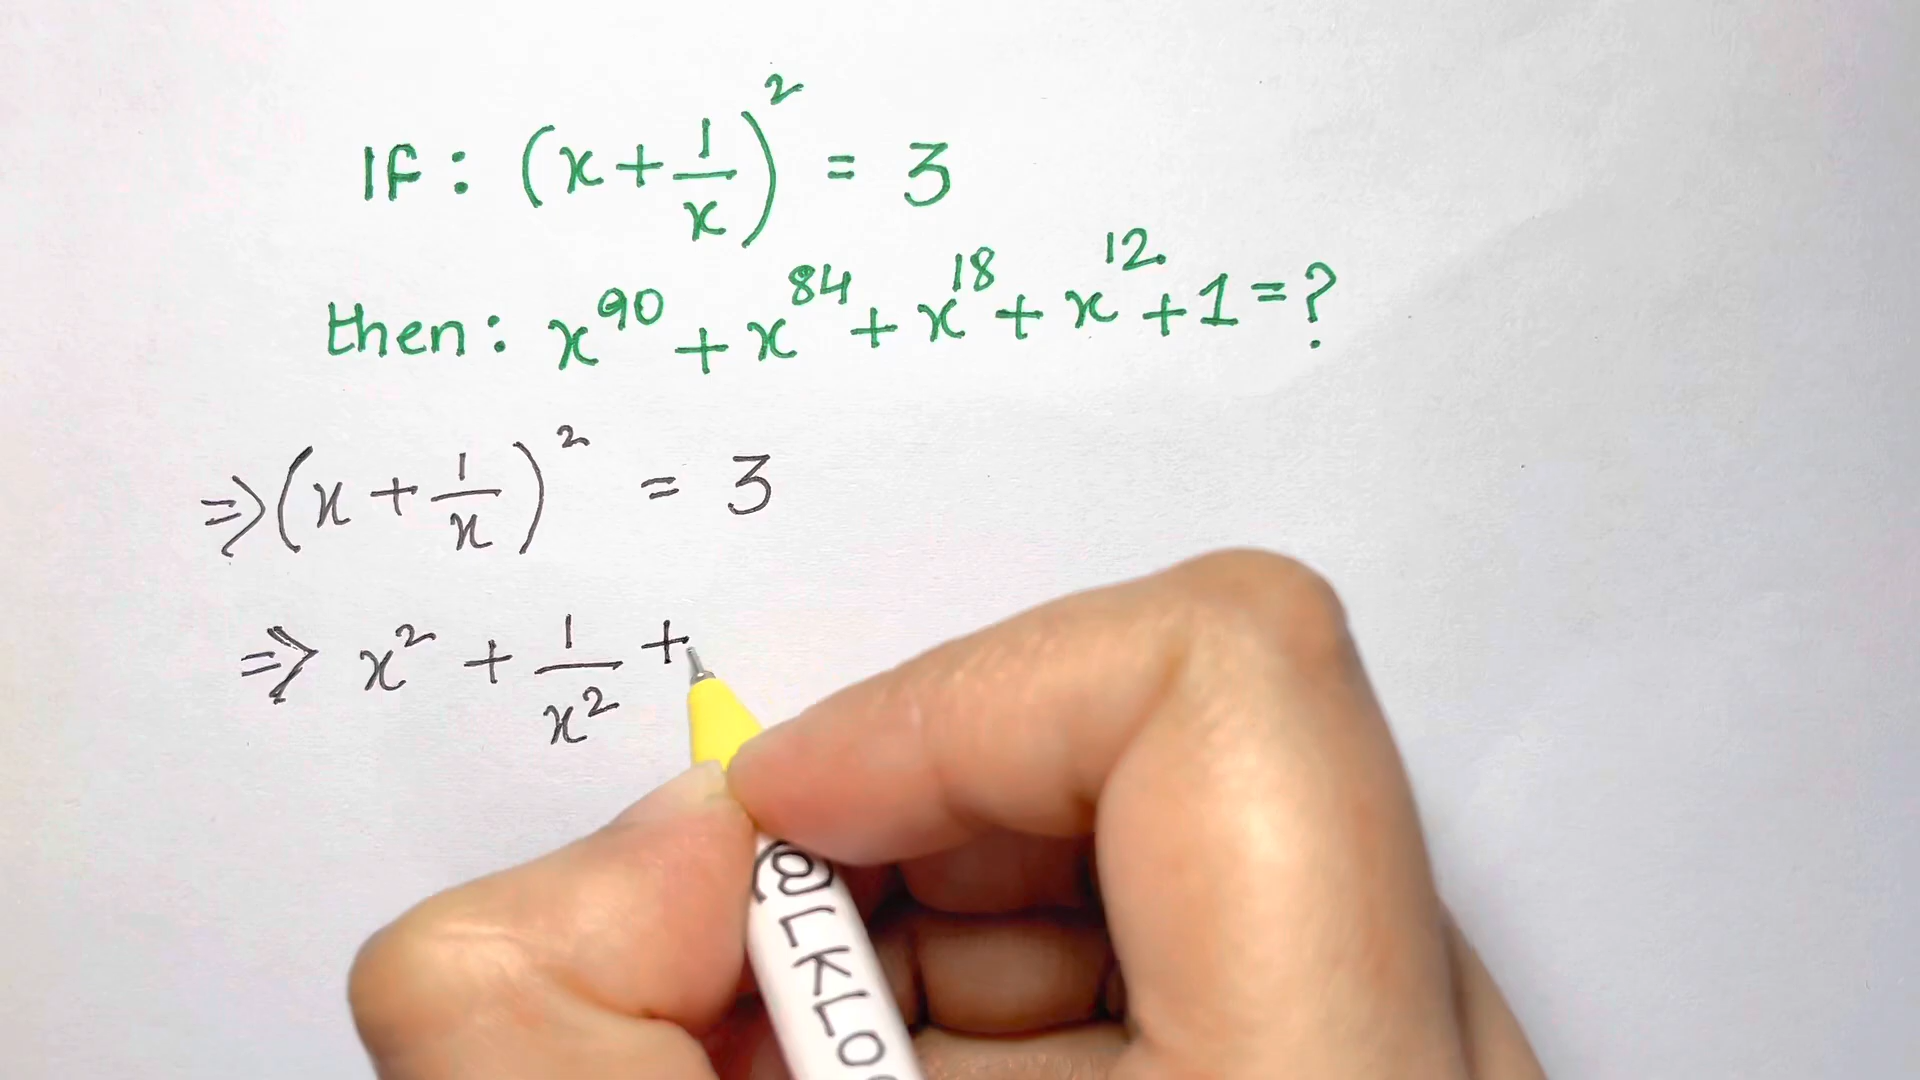 IF: (x + 1/x)² = 3
then: x⁹⁰ + x⁸⁴ + x¹⁸ + x¹² + 1 = ?
⇒ (x + 1/x)² = 3
⇒ x² + 1/x² +
@LKLO